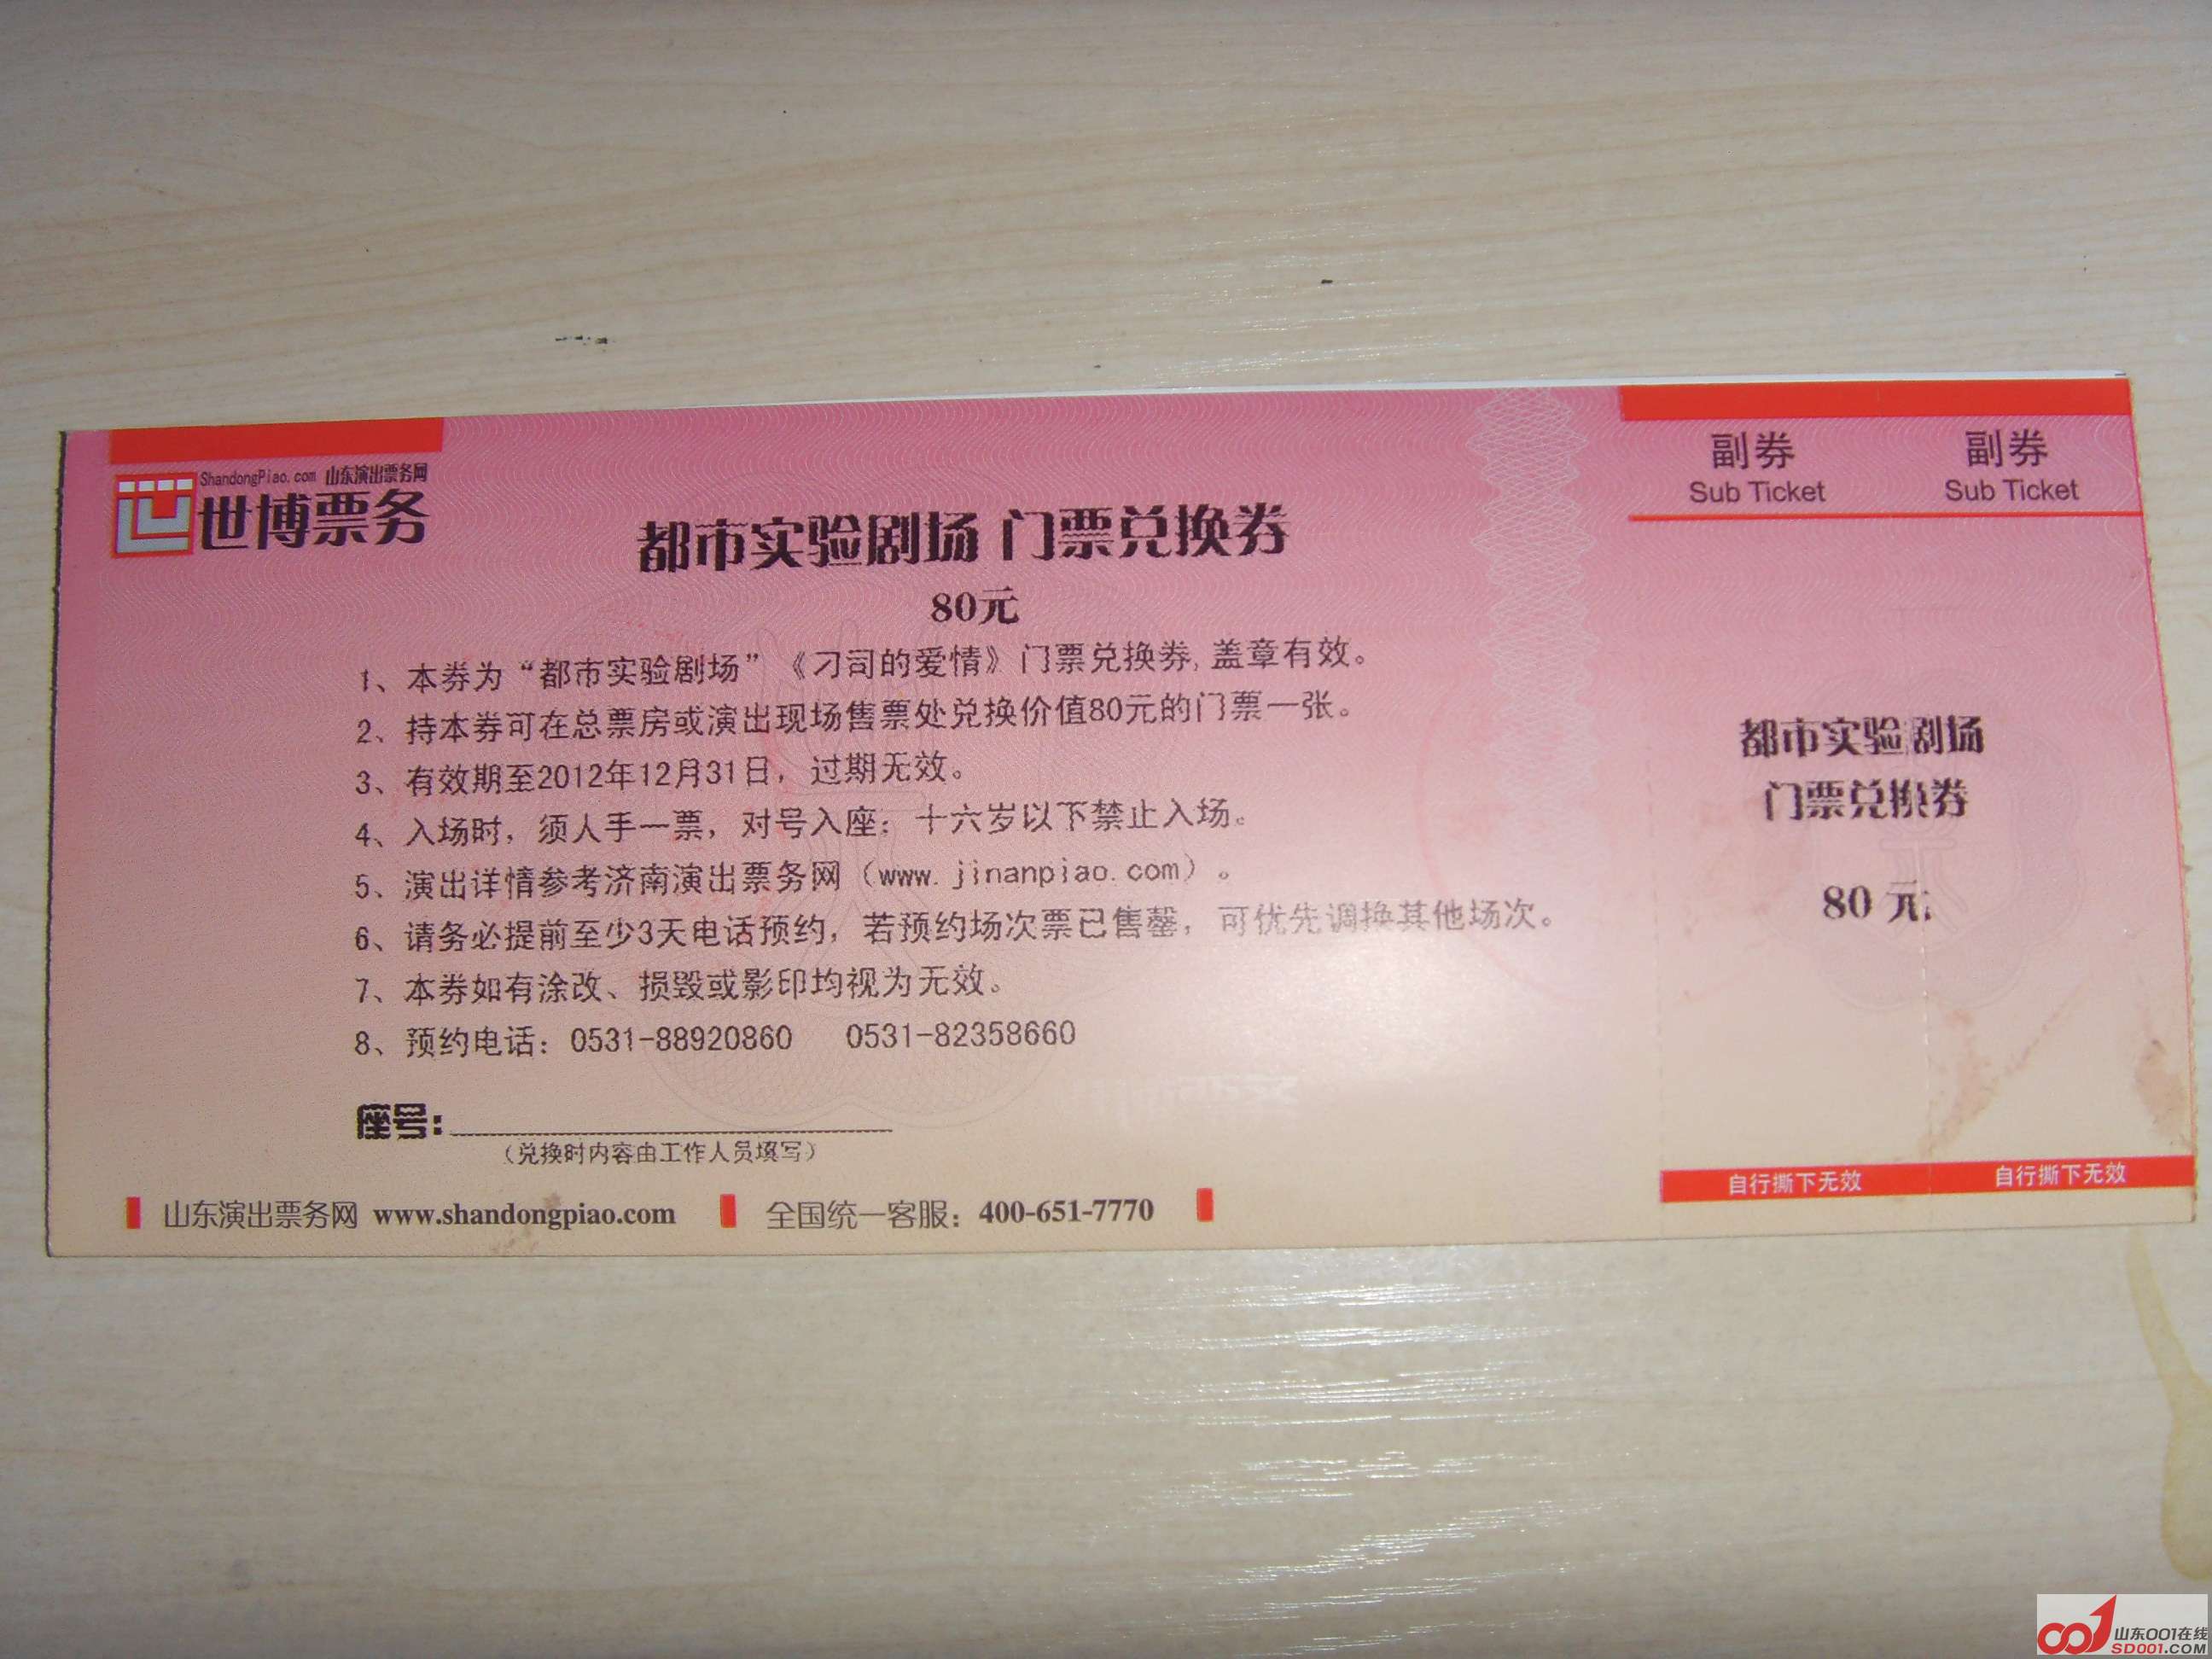 ShandongPiao.com 山东演出票务网
世博票务
都市实验剧场 门票兑换券
80元
1、本券为“都市实验剧场”《刁司的爱情》门票兑换券,盖章有效。
2、持本券可在总票房或演出现场售票处兑换价值80元的门票一张。
3、有效期至2012年12月31日，过期无效。
4、入场时，须人手一票，对号入座；十六岁以下禁止入场。
5、演出详情参考济南演出票务网（www.jinanpiao.com）。
6、请务必提前至少3天电话预约，若预约场次票已售罄，可优先调换其他场次。
7、本券如有涂改、损毁或影印均视为无效。
8、预约电话：0531-88920860 0531-82358660
座号：
（兑换时内容由工作人员填写）
山东演出票务网 www.shandongpiao.com 全国统一客服：400-651-7770
副券 副券
Sub Ticket Sub Ticket
都市实验剧场
门票兑换券
80 元
自行撕下无效 自行撕下无效
001山东001在线
SD001.COM